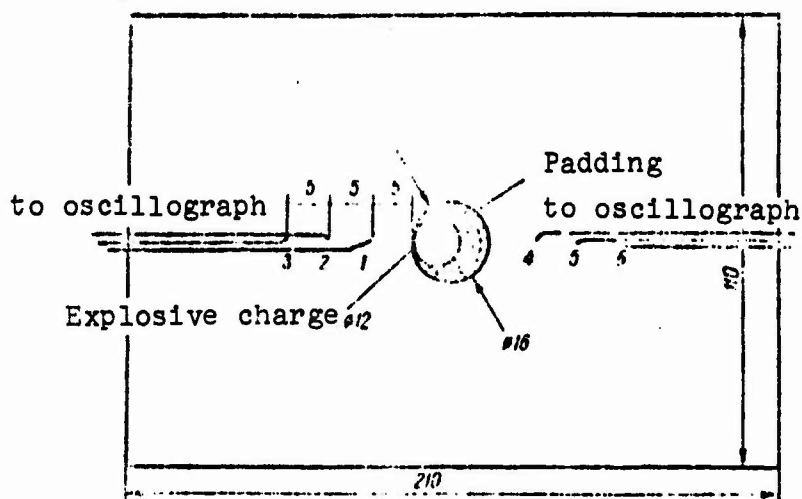 5 5 5
Padding
to oscillograph
to oscillograph
3 2 1
4 5 6
Explosive charge ø12
ø16
210